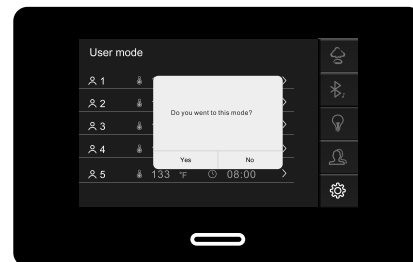 User mode
1
2
3
4
5 133 °F 08:00
Do you went to this mode?
Yes No